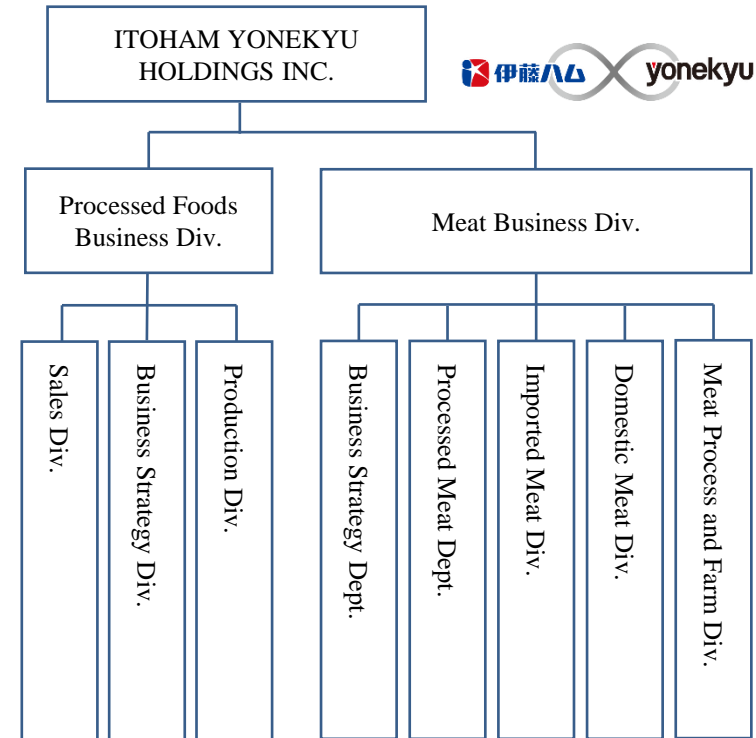 ITOHAM YONEKYU
HOLDINGS INC.
伊藤ハム
yonekyu
Processed Foods
Business Div.
Meat Business Div.
Sales Div.
Business Strategy Div.
Production Div.
Business Strategy Dept.
Processed Meat Dept.
Imported Meat Div.
Domestic Meat Div.
Meat Process and Farm Div.